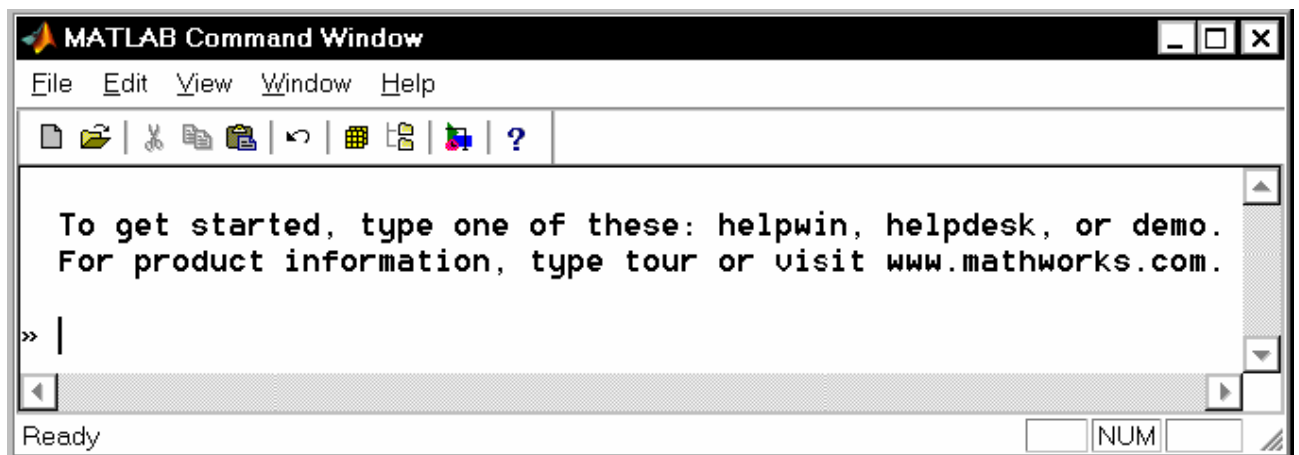 MATLAB Command Window
File Edit View Window Help
?
To get started, type one of these: helpwin, helpdesk, or demo.
For product information, type tour or visit www.mathworks.com.
»
Ready NUM